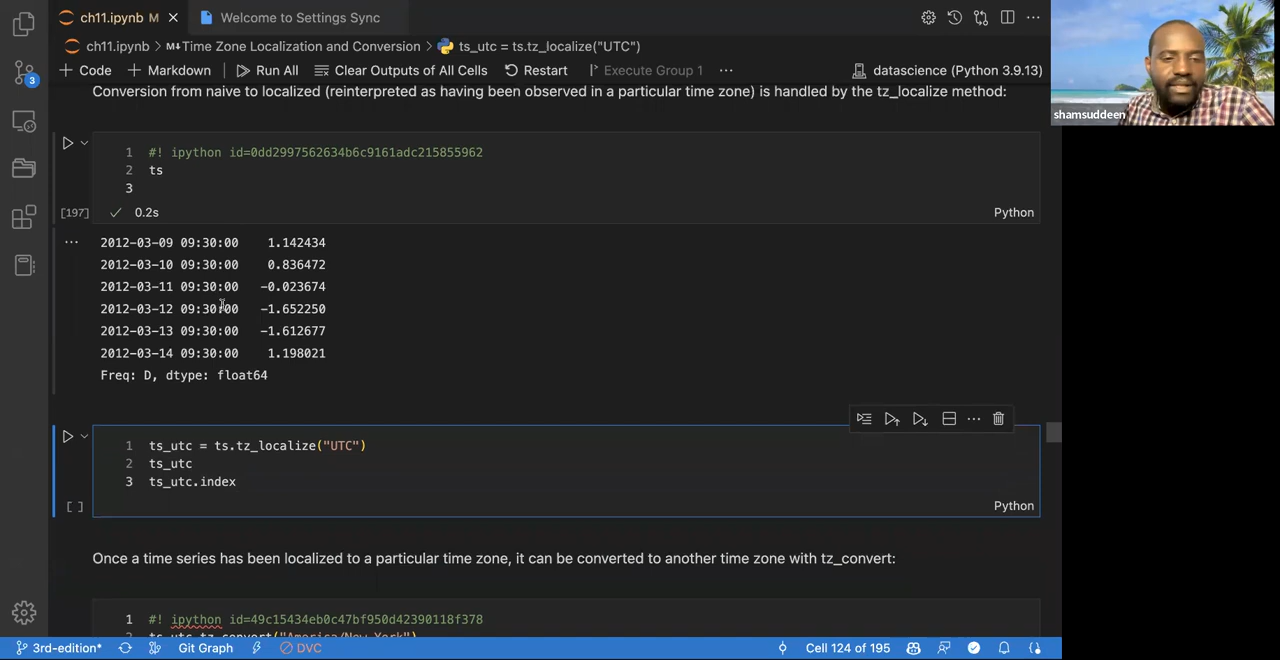 ch11.ipynb M
Welcome to Settings Sync
ch11.ipynb > M↓Time Zone Localization and Conversion > ts_utc = ts.tz_localize("UTC")
+ Code + Markdown Run All Clear Outputs of All Cells Restart Execute Group 1 ... datascience (Python 3.9.13)
shamsuddeen
3
Conversion from naive to localized (reinterpreted as having been observed in a particular time zone) is handled by the tz_localize method:
1 #! ipython id=0dd2997562634b6c9161adc215855962
2 ts
3
[197] 0.2s Python
2012-03-09 09:30:00 1.142434
2012-03-10 09:30:00 0.836472
2012-03-11 09:30:00 -0.023674
2012-03-12 09:30:00 -1.652250
2012-03-13 09:30:00 -1.612677
2012-03-14 09:30:00 1.198021
Freq: D, dtype: float64
1 ts_utc = ts.tz_localize("UTC")
2 ts_utc
3 ts_utc.index
[ ] Python
Once a time series has been localized to a particular time zone, it can be converted to another time zone with tz_convert:
1 #! ipython id=49c15434eb0c47bf950d42390118f378
ts_utc.tz_convert("America/New_York")
3rd-edition* Git Graph DVC Cell 124 of 195